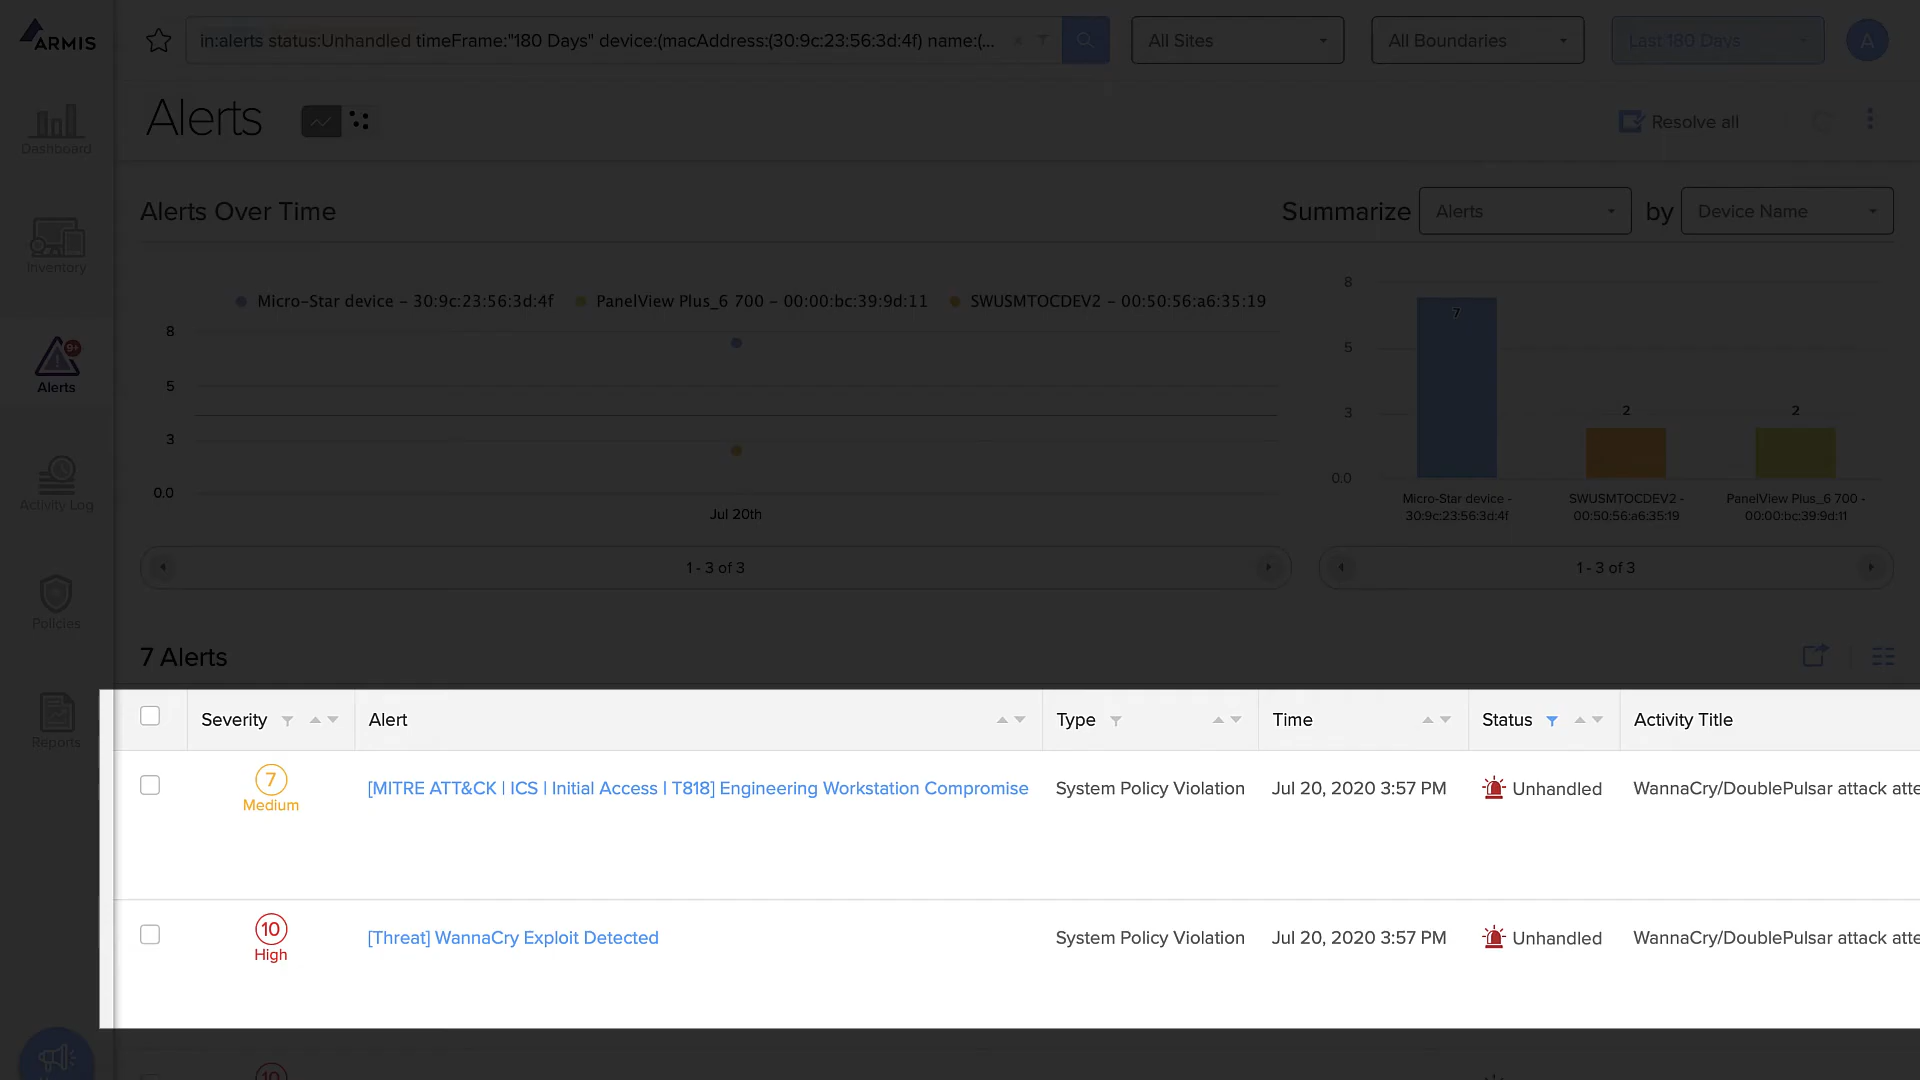 ARMIS
in:alerts status:Unhandled timeFrame:"180 Days" device:(macAddress:(30:9c:23:56:3d:4f) name:(...
All Sites
All Boundaries
Last 180 Days
A
Alerts
Resolve all
Dashboard
Inventory
9+
Alerts
Activity Log
Policies
Reports
Alerts Over Time
Summarize Alerts by Device Name
Micro-Star device - 30:9c:23:56:3d:4f PanelView Plus_6 700 - 00:00:bc:39:9d:11 SWUSMTOCDEV2 - 00:50:56:a6:35:19
8
5
3
0.0
Jul 20th
1 - 3 of 3
8
5
3
0.0
7
2
2
Micro-Star device -
30:9c:23:56:3d:4f
SWUSMTOCDEV2 -
00:50:56:a6:35:19
PanelView Plus_6 700 -
00:00:bc:39:9d:11
1 - 3 of 3
7 Alerts
Severity Alert Type Time Status Activity Title
7 Medium [MITRE ATT&CK | ICS | Initial Access | T818] Engineering Workstation Compromise System Policy Violation Jul 20, 2020 3:57 PM Unhandled WannaCry/DoublePulsar attack atte
10 High [Threat] WannaCry Exploit Detected System Policy Violation Jul 20, 2020 3:57 PM Unhandled WannaCry/DoublePulsar attack atte
10